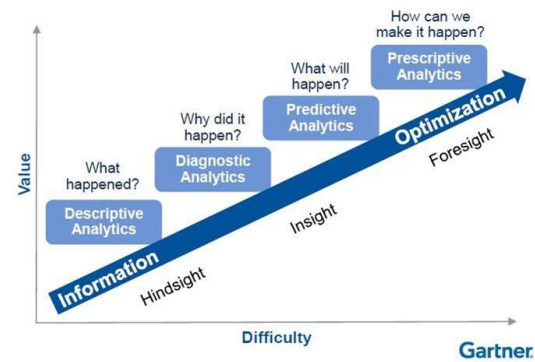 How can we
make it happen?
Prescriptive
Analytics
What will
happen?
Predictive
Analytics
Why did it
happen?
Diagnostic
Analytics
What
happened?
Descriptive
Analytics
Value
Information
Optimization
Hindsight
Insight
Foresight
Difficulty
Gartner